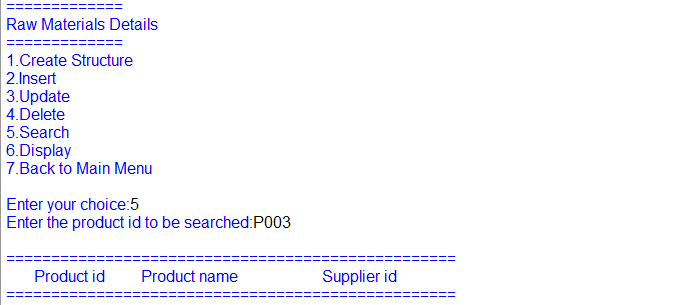 =============
Raw Materials Details
=============
1.Create Structure
2.Insert
3.Update
4.Delete
5.Search
6.Display
7.Back to Main Menu
Enter your choice:5
Enter the product id to be searched:P003
==================================================
Product id Product name Supplier id
==================================================